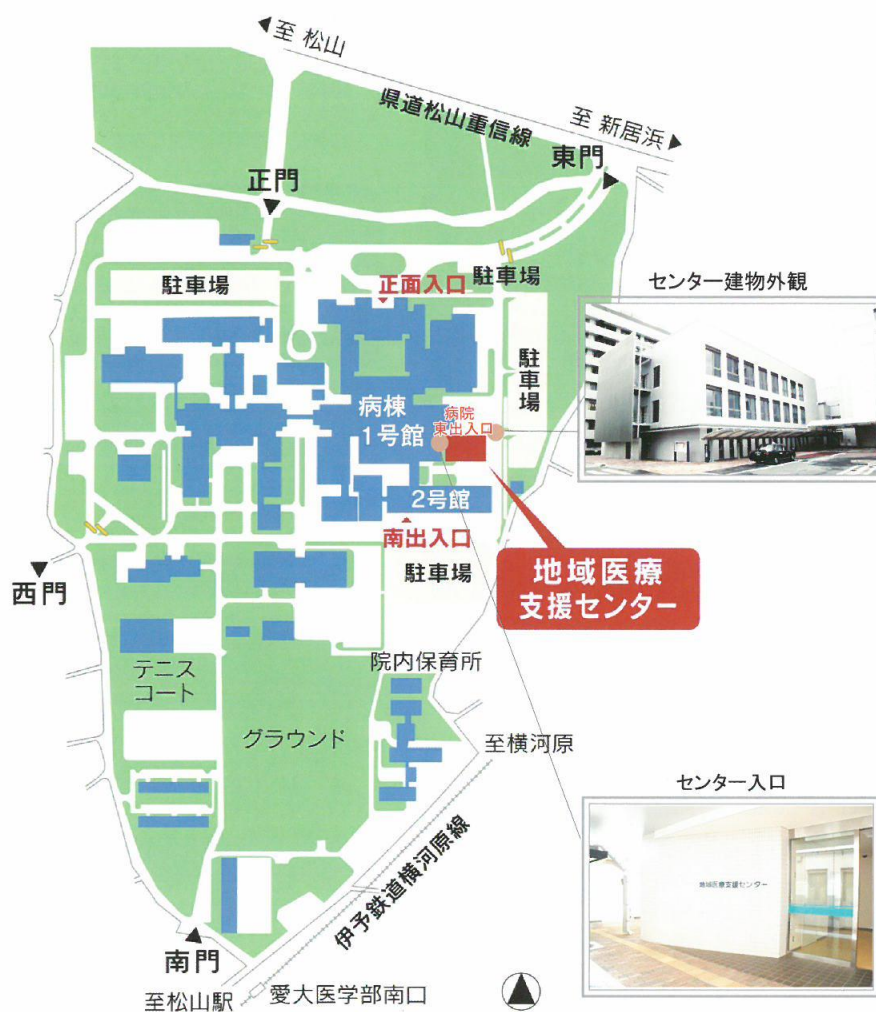 至 松山
県道松山重信線
至 新居浜
東門
正門
駐車場
正面入口
駐車場
センター建物外観
駐車場
病棟
1号館
病院
東出入口
2号館
南出入口
駐車場
地域医療
支援センター
西門
テニス
コート
院内保育所
グラウンド
至横河原
センター入口
地域医療支援センター
伊予鉄道横河原線
南門
至松山駅
愛大医学部南口